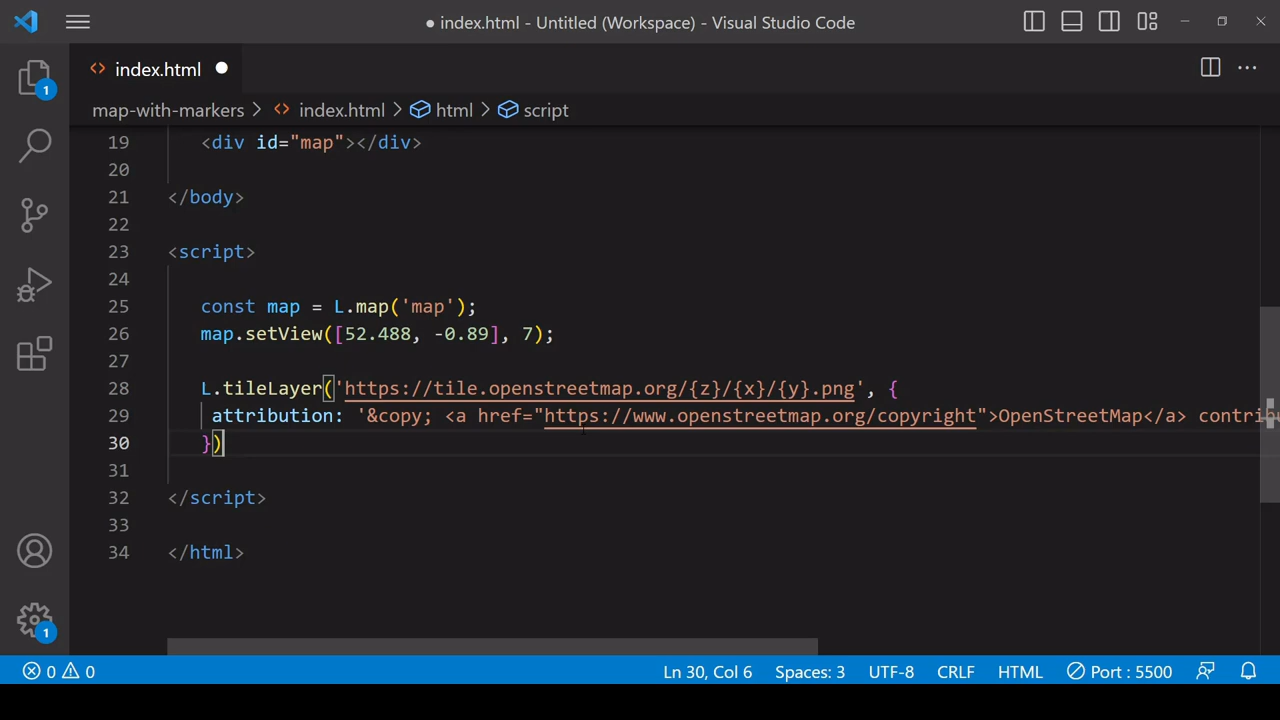 ● index.html - Untitled (Workspace) - Visual Studio Code
index.html
1
map-with-markers > index.html > html > script
19 <div id="map"></div>
20
21 </body>
22
23 <script>
24
25 const map = L.map('map');
26 map.setView([52.488, -0.89], 7);
27
28 L.tileLayer('https://tile.openstreetmap.org/{z}/{x}/{y}.png', {
29 attribution: '&copy; <a href="https://www.openstreetmap.org/copyright">OpenStreetMap</a>
30 })
31
32 </script>
33
34 </html>
1
0 0 Ln 30, Col 6 Spaces: 3 UTF-8 CRLF HTML Port : 5500